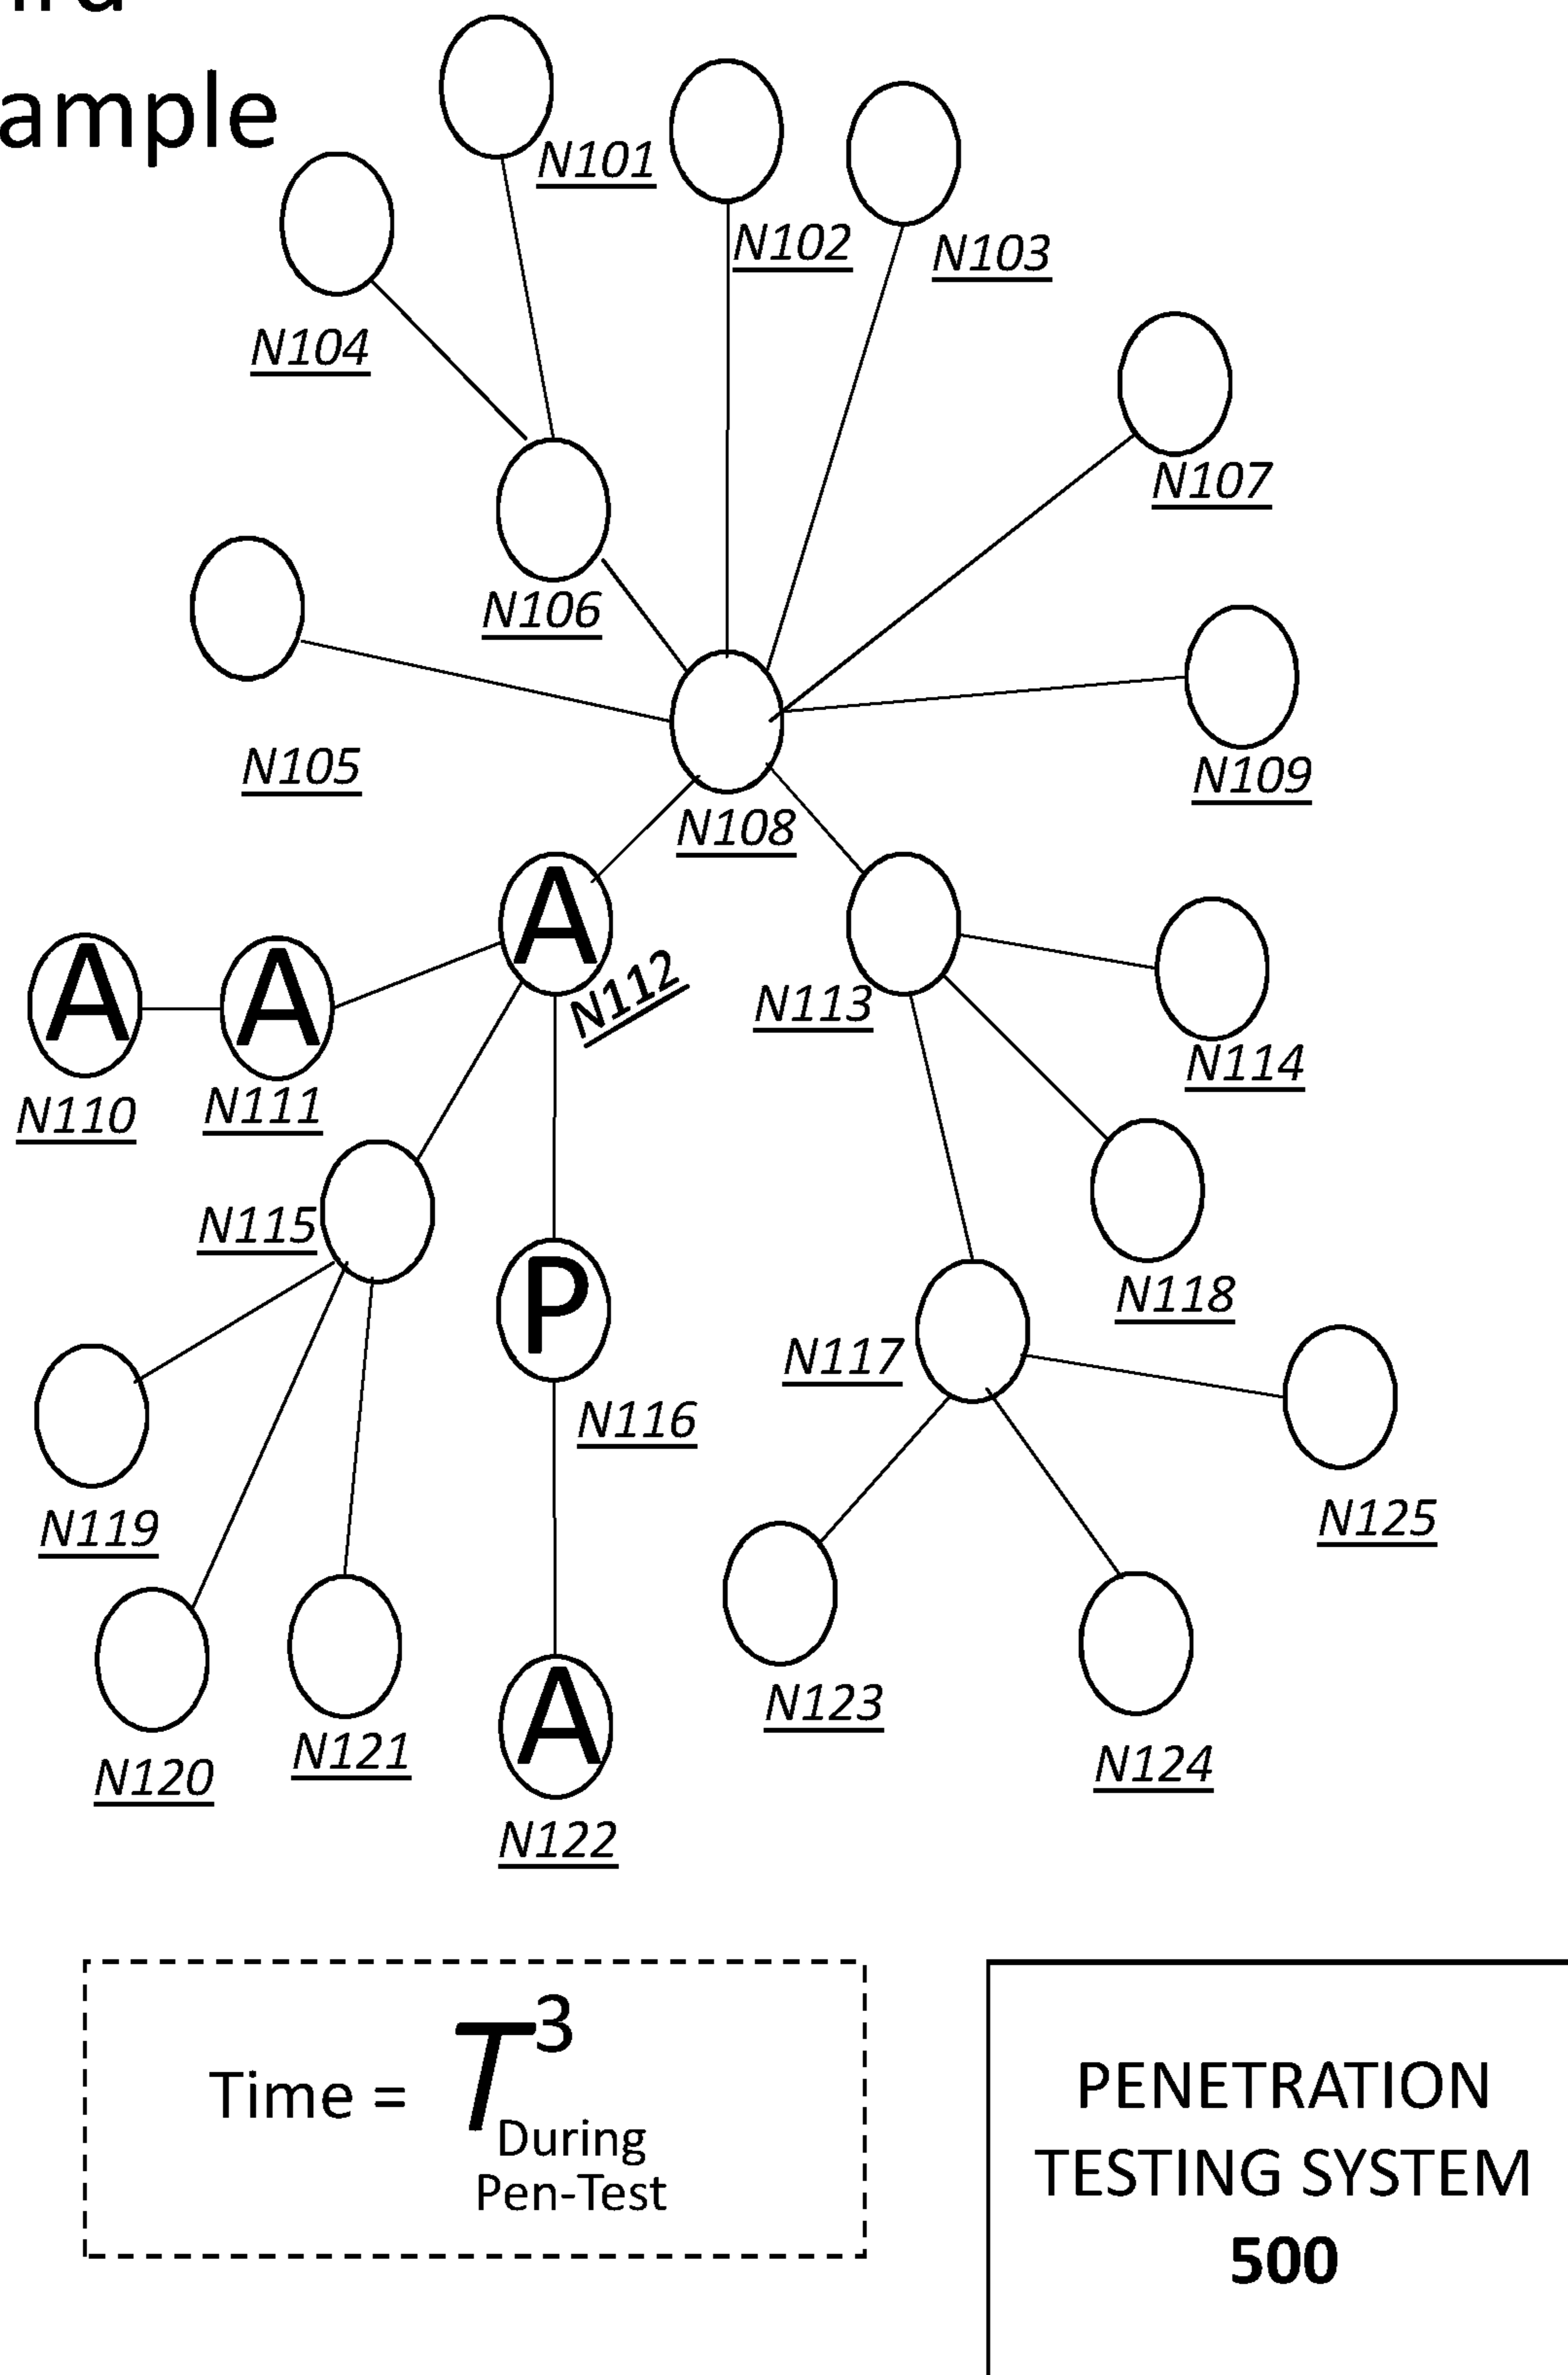 ample
N101
N102
N103
N104
N107
N106
N105
N109
N108
A
N112
A
A
N113
N110
N111
N114
N115
P
N118
N117
N116
N119
N125
N123
N121
N120
A
N124
N122
Time = T³
During
Pen-Test
PENETRATION
TESTING SYSTEM
500